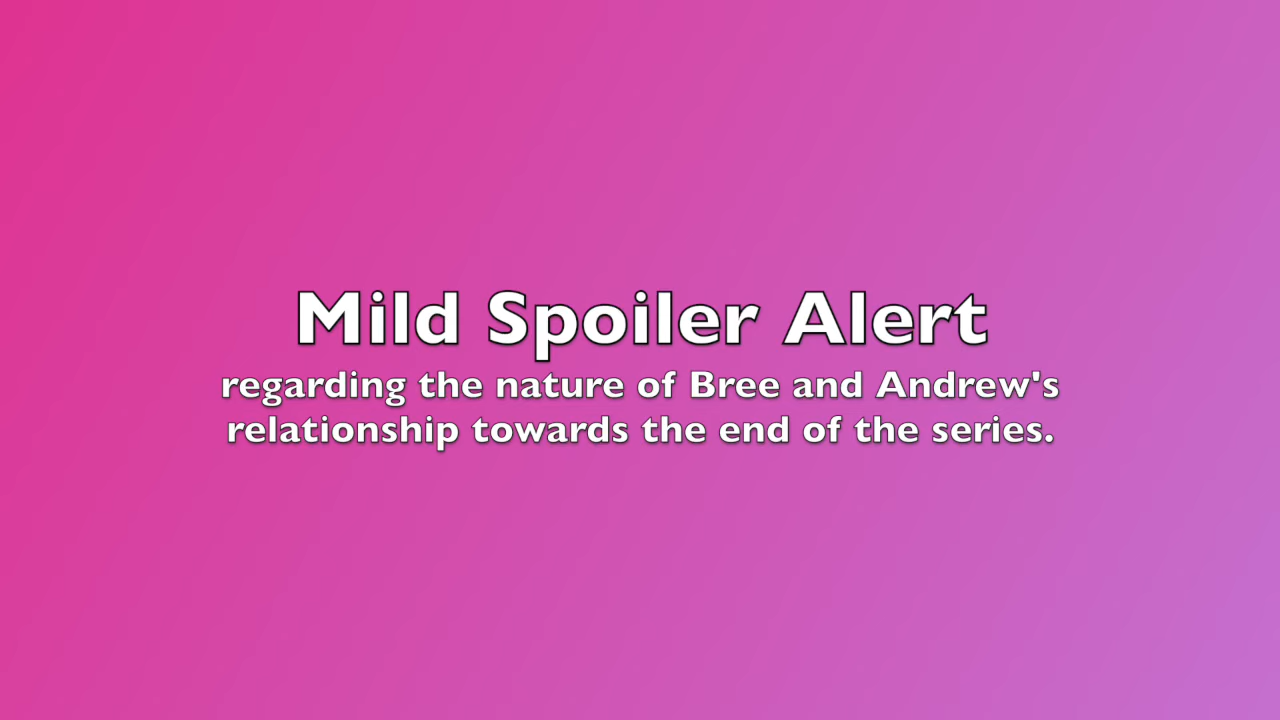 Mild Spoiler Alert
regarding the nature of Bree and Andrew's
relationship towards the end of the series.